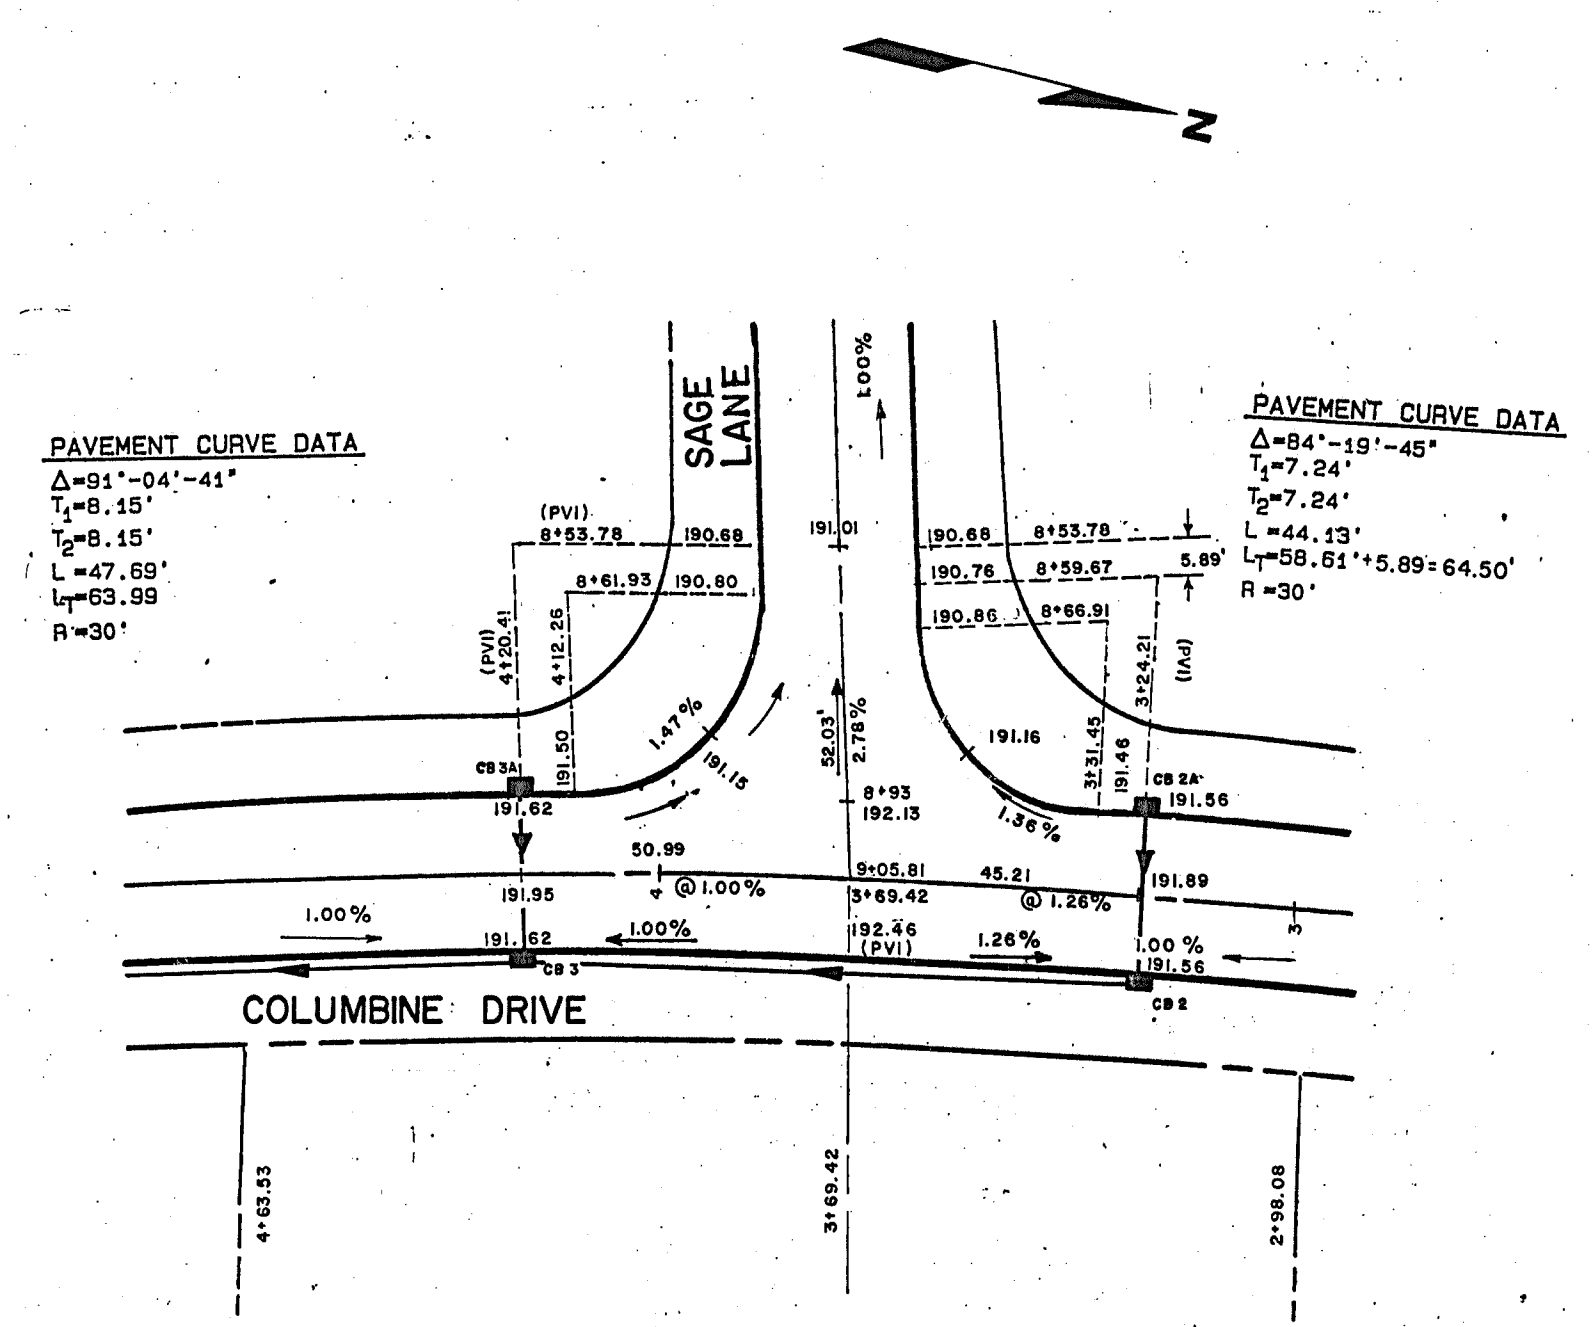 N
1.00%
SAGE
LANE
PAVEMENT CURVE DATA
Δ=91°-04'-41"
T1=8.15'
T2=8.15'
L=47.69'
LT=63.99
R=30'
PAVEMENT CURVE DATA
Δ=84°-19'-45"
T1=7.24'
T2=7.24'
L=44.13'
LT=58.61'+5.89=64.50'
R=30'
(PVI)
8+53.78
190.68
191.01
190.68
8+53.78
5.89'
8+61.93
190.80
190.76
8+59.67
190.86
8+66.91
(PVI)
4+20.41
4+12.26
3+24.21
(PVI)
1.47%
191.50
191.15
52.03'
2.78%
191.16
3+31.45
191.46
CB 3A
191.62
8+93
192.13
1.36%
CB 2A
191.56
50.99
9+05.81
45.21
191.89
191.95
4
@ 1.00%
3+69.42
@ 1.26%
3
1.00%
191.62
1.00%
192.46
(PVI)
1.26%
1.00%
191.56
CB 3
CB 2
COLUMBINE DRIVE
4+63.53
3+69.42
2+98.08